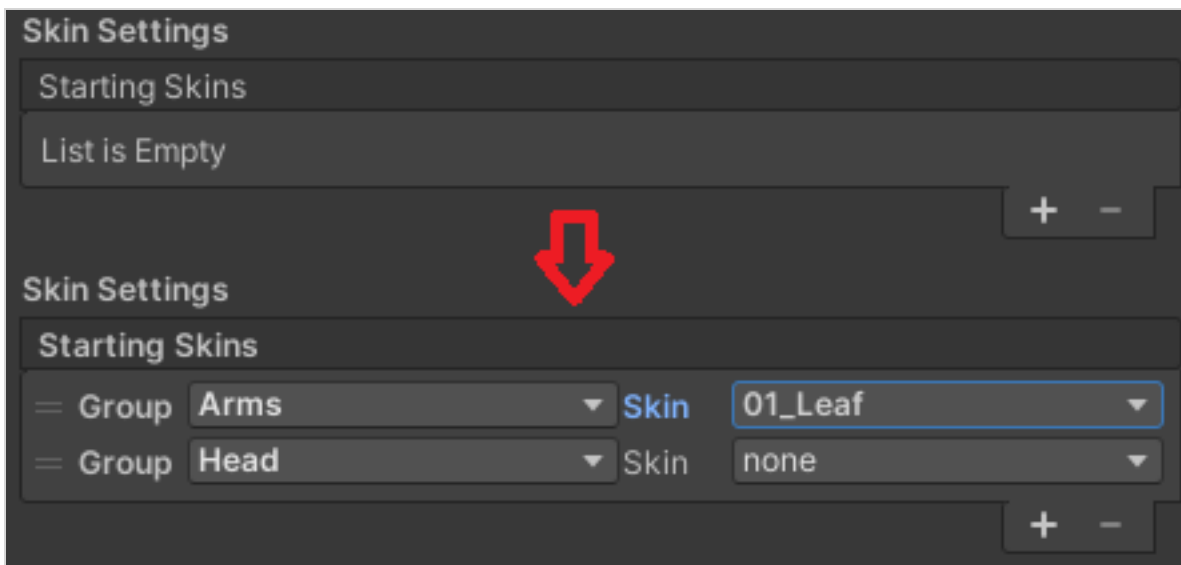 Skin Settings
Starting Skins
List is Empty
+ −
Skin Settings
Starting Skins
Group Arms Skin 01_Leaf
Group Head Skin none
+ −